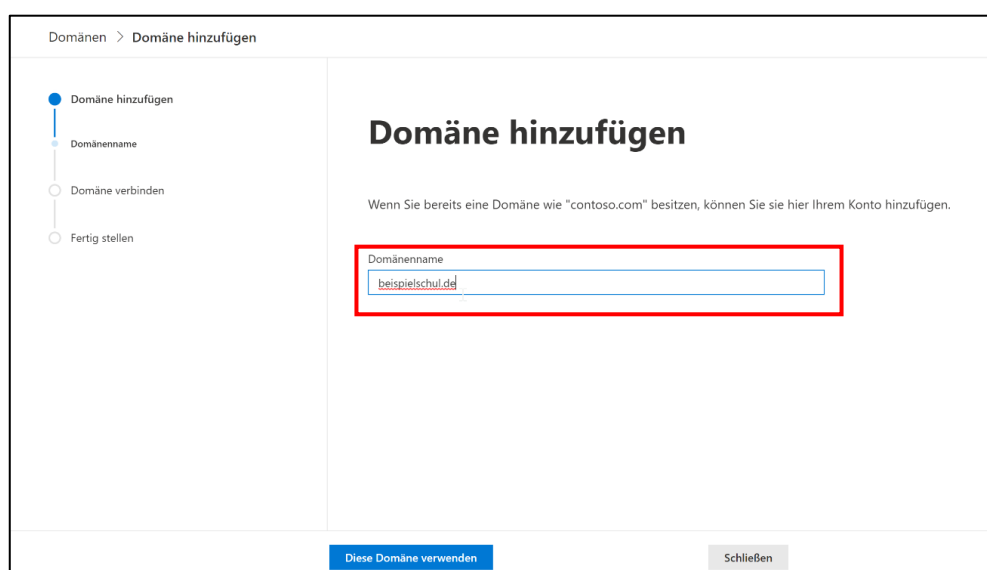 Domänen > Domäne hinzufügen
Domäne hinzufügen
Domänenname
Domäne verbinden
Fertig stellen
Domäne hinzufügen
Wenn Sie bereits eine Domäne wie "contoso.com" besitzen, können Sie sie hier Ihrem Konto hinzufügen.
Domänenname
beispielschul.de
Diese Domäne verwenden
Schließen